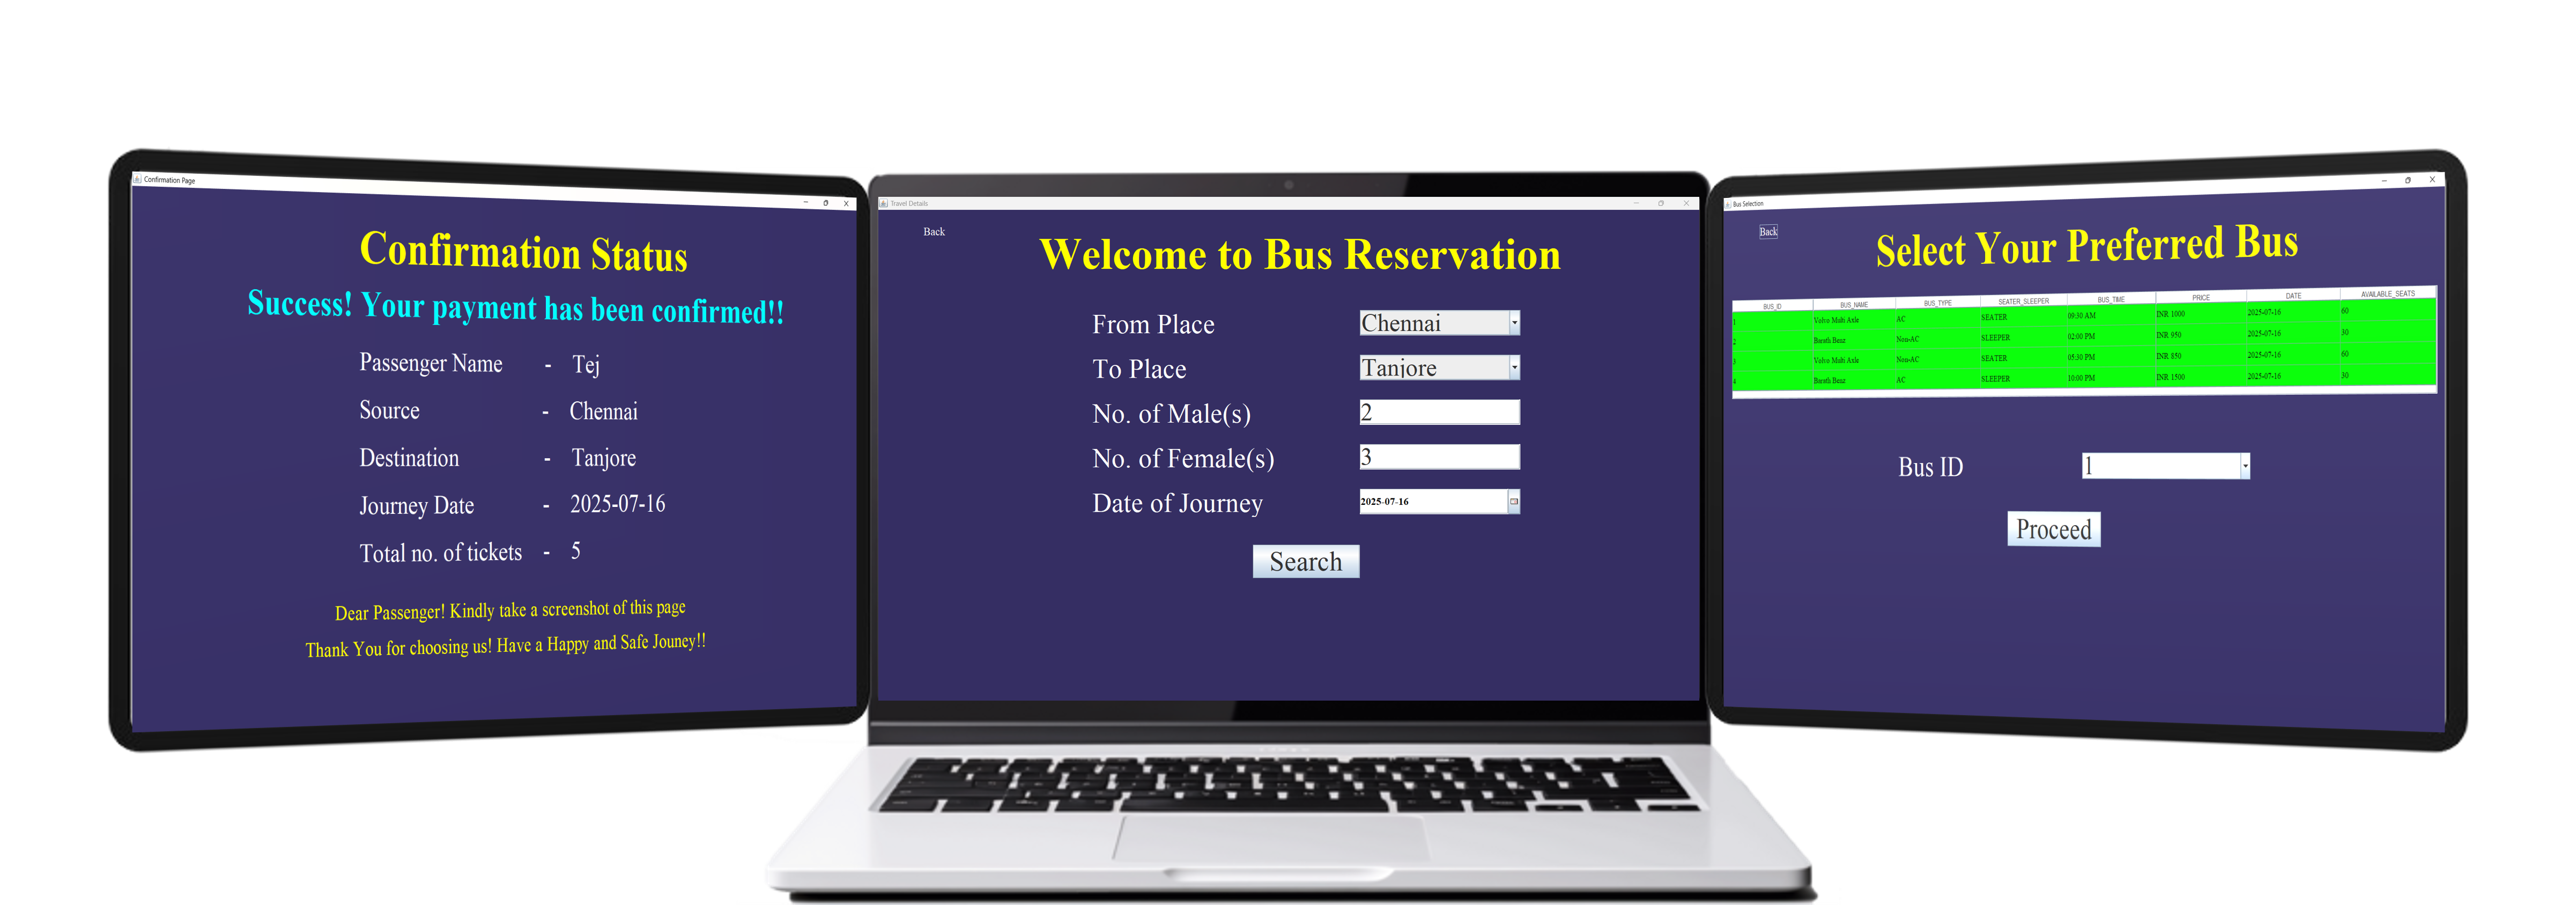 Confirmation Page
Confirmation Status
Success! Your payment has been confirmed!!
Passenger Name - Tej
Source - Chennai
Destination - Tanjore
Journey Date - 2025-07-16
Total no. of tickets - 5
Dear Passenger! Kindly take a screenshot of this page
Thank You for choosing us! Have a Happy and Safe Jouney!!
Travel Details
Back
Welcome to Bus Reservation
From Place Chennai
To Place Tanjore
No. of Male(s) 2
No. of Female(s) 3
Date of Journey 2025-07-16
Search
Bus Selection
Back
Select Your Preferred Bus
BUS_ID BUS_NAME BUS_TYPE SEATER_SLEEPER BUS_TIME PRICE DATE AVAILABLE_SEATS
1 Volvo Multi Axle AC SEATER 09:30 AM INR 1000 2025-07-16 60
2 Barath Benz Non-AC SLEEPER 02:00 PM INR 950 2025-07-16 30
3 Volvo Multi Axle Non-AC SEATER 05:30 PM INR 850 2025-07-16 60
4 Barath Benz AC SLEEPER 10:00 PM INR 1500 2025-07-16 30
Bus ID 1
Proceed